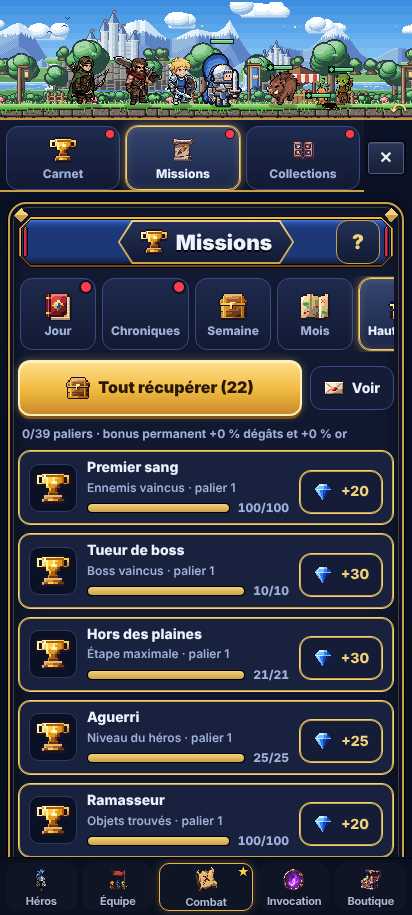 Carnet
Missions
Collections
×
Missions
?
Jour
Chroniques
Semaine
Mois
Haut
Tout récupérer (22)
Voir
0/39 paliers · bonus permanent +0 % dégâts et +0 % or
Premier sang
Ennemis vaincus · palier 1
100/100
+20
Tueur de boss
Boss vaincus · palier 1
10/10
+30
Hors des plaines
Étape maximale · palier 1
21/21
+30
Aguerri
Niveau du héros · palier 1
25/25
+25
Ramasseur
Objets trouvés · palier 1
100/100
+20
Héros
Équipe
Combat
Invocation
Boutique